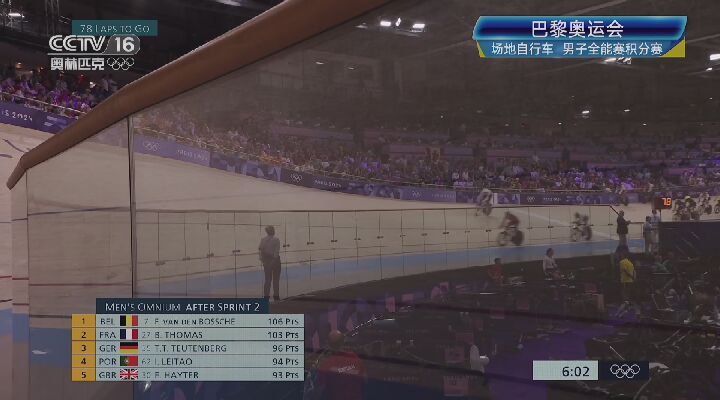 78 LAPS TO GO
CCTV 16
奥林匹克
巴黎奥运会
场地自行车 男子全能赛积分赛
78
MEN'S OMNIUM AFTER SPRINT 2
1 BEL 7 F. VAN DEN BOSSCHE 106 PTS
2 FRA 27 B. THOMAS 103 PTS
3 GER T.T. TEUTENBERG 96 PTS
4 POR 62 I. LEITAO 94 PTS
5 GBR 30 E. HAYTER 93 PTS
6:02